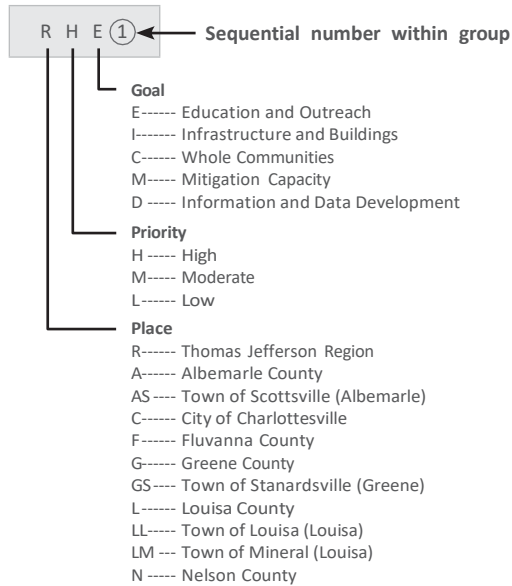 R H E 1 Sequential number within group
Goal
E------ Education and Outreach
I------- Infrastructure and Buildings
C------ Whole Communities
M----- Mitigation Capacity
D ----- Information and Data Development
Priority
H ----- High
M----- Moderate
L------ Low
Place
R------ Thomas Jefferson Region
A------ Albemarle County
AS ---- Town of Scottsville (Albemarle)
C------ City of Charlottesville
F------ Fluvanna County
G------ Greene County
GS---- Town of Stanardsville (Greene)
L------ Louisa County
LL----- Town of Louisa (Louisa)
LM --- Town of Mineral (Louisa)
N ----- Nelson County